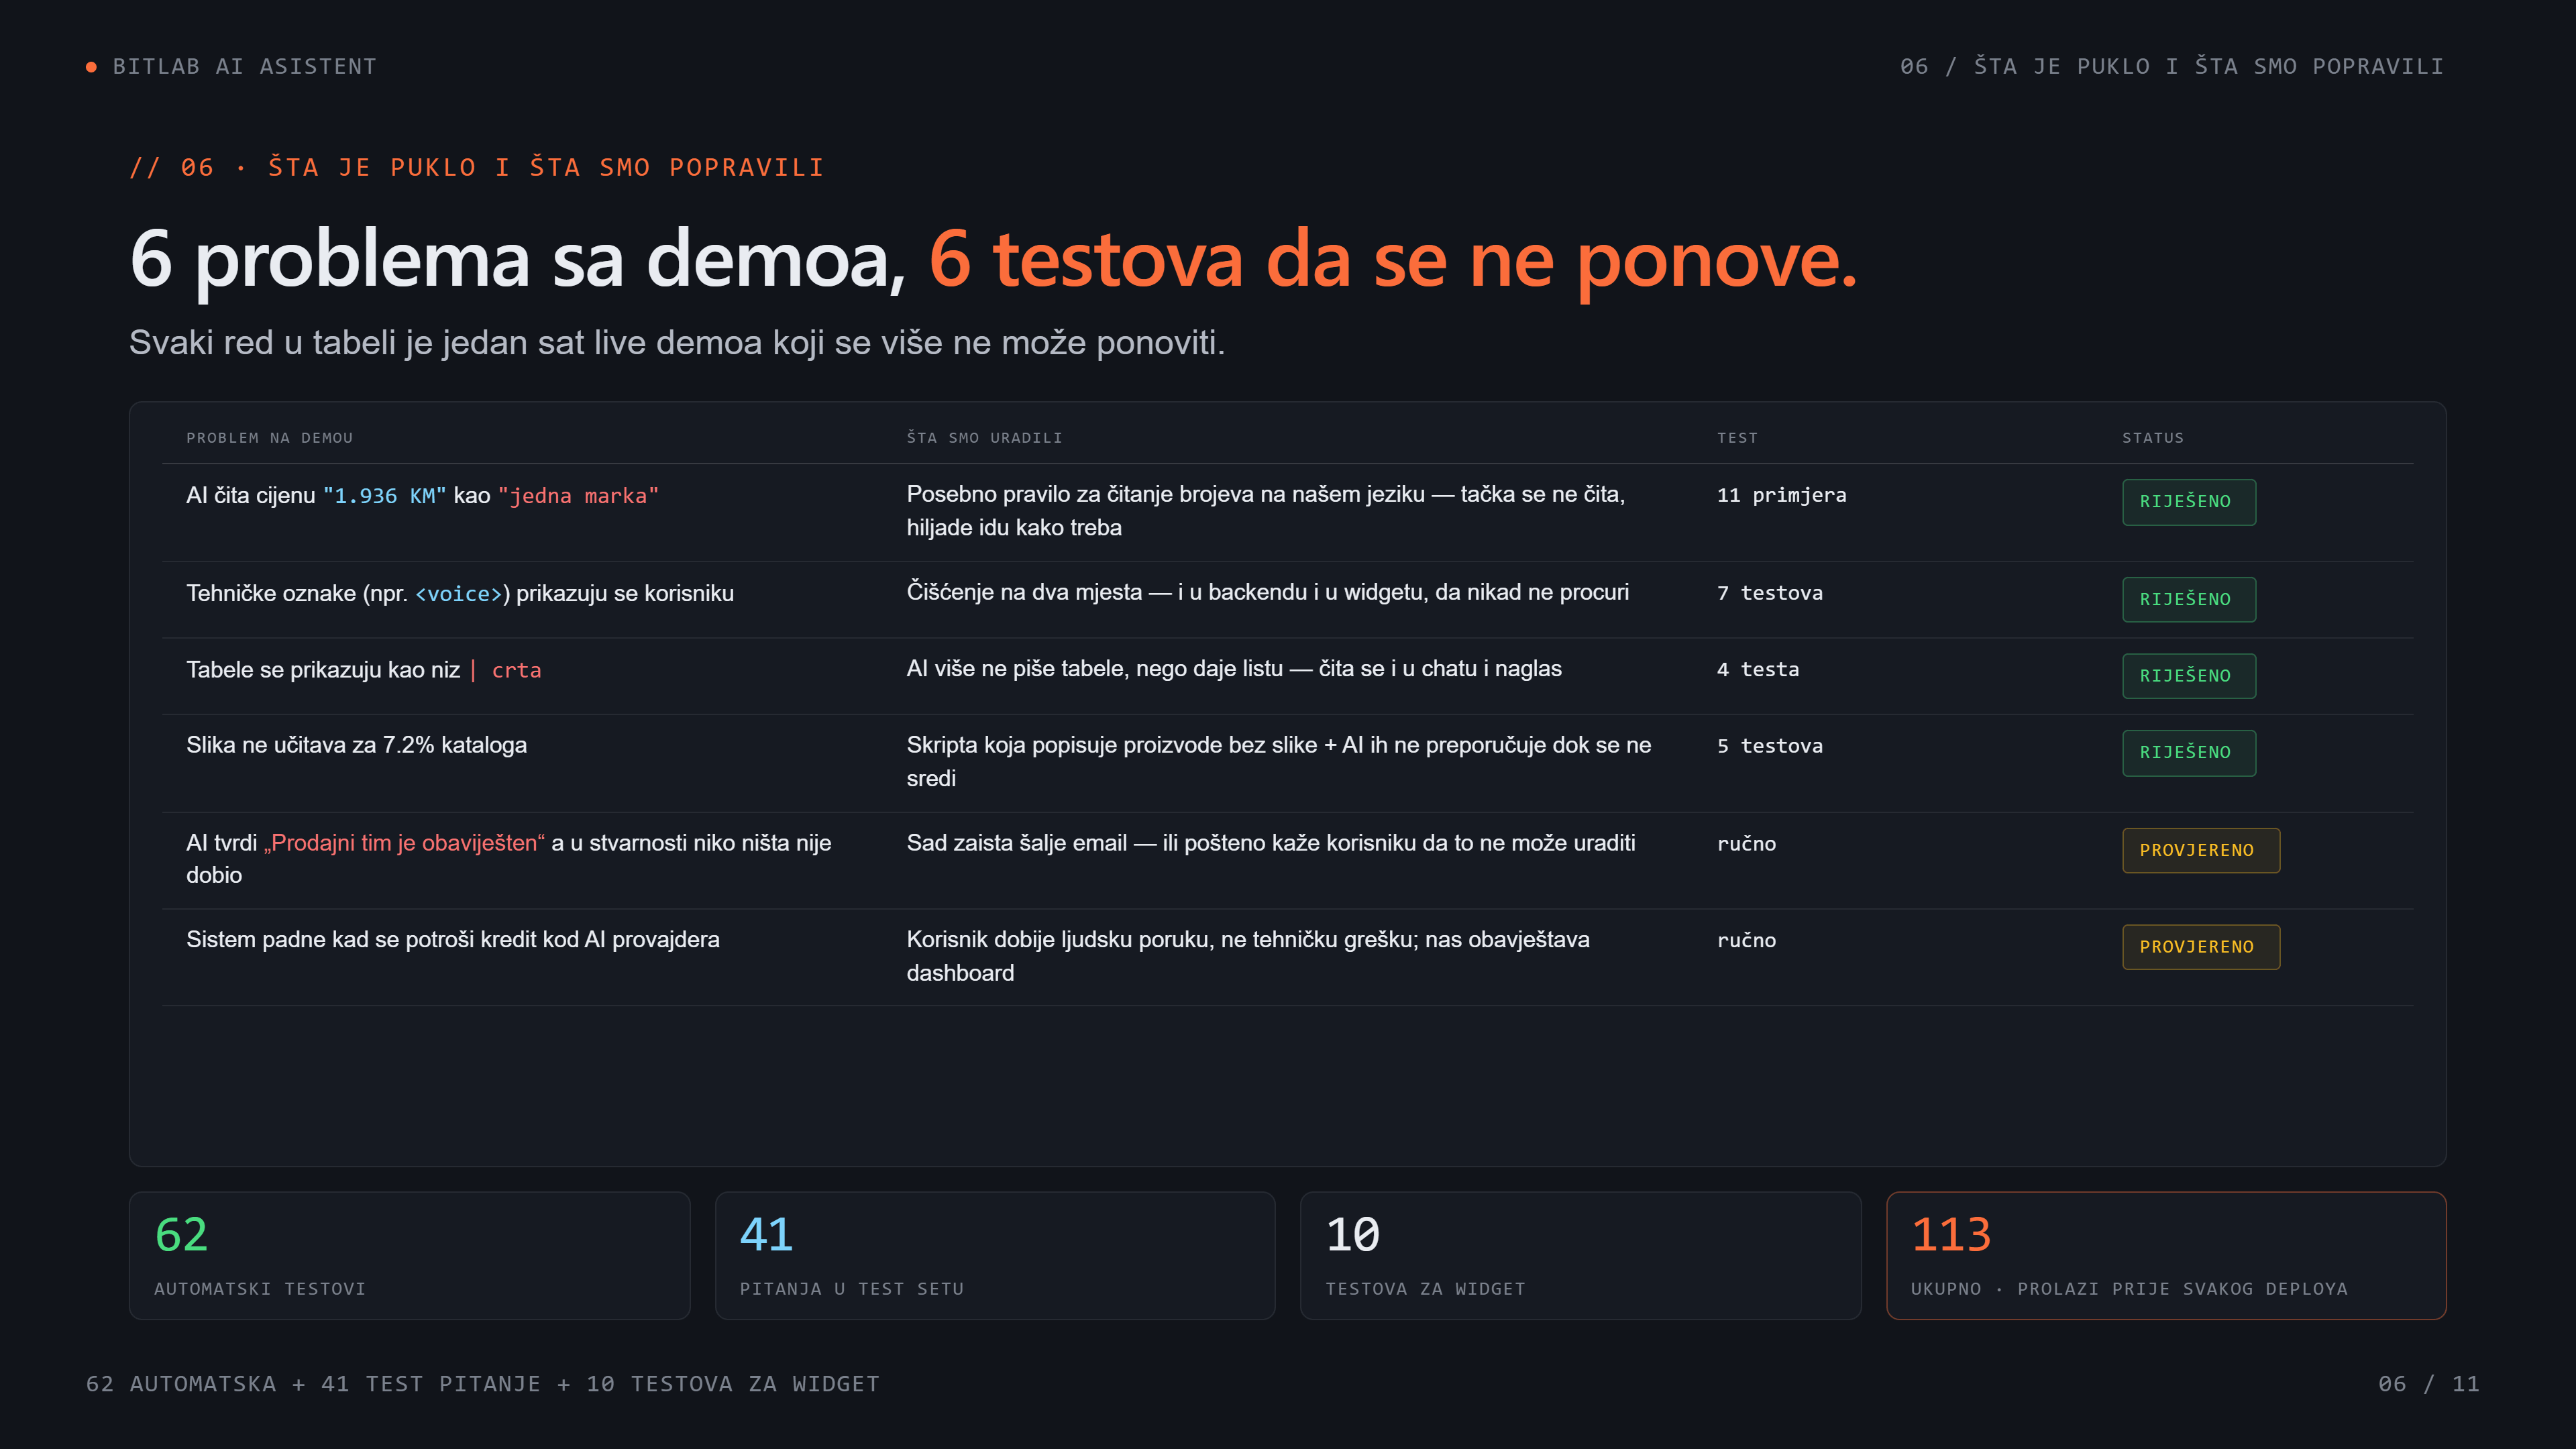 BITLAB AI ASISTENT
06 / ŠTA JE PUKLO I ŠTA SMO POPRAVILI
// 06 · ŠTA JE PUKLO I ŠTA SMO POPRAVILI
6 problema sa demoa, 6 testova da se ne ponove.
Svaki red u tabeli je jedan sat live demoa koji se više ne može ponoviti.
PROBLEM NA DEMOU
ŠTA SMO URADILI
TEST
STATUS
AI čita cijenu "1.936 KM" kao "jedna marka"
Posebno pravilo za čitanje brojeva na našem jeziku — tačka se ne čita,
hiljade idu kako treba
11 primjera
RIJEŠENO
Tehničke oznake (npr. <voice>) prikazuju se korisniku
Čišćenje na dva mjesta — i u backendu i u widgetu, da nikad ne procuri
7 testova
RIJEŠENO
Tabele se prikazuju kao niz | crta
AI više ne piše tabele, nego daje listu — čita se i u chatu i naglas
4 testa
RIJEŠENO
Slika ne učitava za 7.2% kataloga
Skripta koja popisuje proizvode bez slike + AI ih ne preporučuje dok se ne
sredi
5 testova
RIJEŠENO
AI tvrdi „Prodajni tim je obaviješten“ a u stvarnosti niko ništa nije
dobio
Sad zaista šalje email — ili pošteno kaže korisniku da to ne može uraditi
ručno
PROVJERENO
Sistem padne kad se potroši kredit kod AI provajdera
Korisnik dobije ljudsku poruku, ne tehničku grešku; nas obavještava
dashboard
ručno
PROVJERENO
62
AUTOMATSKI TESTOVI
41
PITANJA U TEST SETU
10
TESTOVA ZA WIDGET
113
UKUPNO · PROLAZI PRIJE SVAKOG DEPLOYA
62 AUTOMATSKA + 41 TEST PITANJE + 10 TESTOVA ZA WIDGET
06 / 11